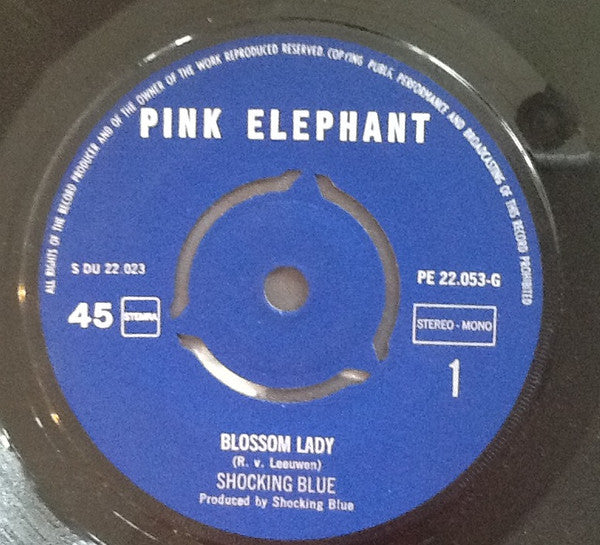 ALL RIGHTS OF THE RECORD PRODUCER AND OF THE OWNER OF THE WORK REPRODUCED RESERVED. COPYING PUBLIC PERFORMANCE AND BROADCASTING OF THIS RECORD PROHIBITED
PINK ELEPHANT
S DU 22.023
PE 22.053-G
45 STEMRA
STEREO - MONO
1
BLOSSOM LADY
(R. v. Leeuwen)
SHOCKING BLUE
Produced by Shocking Blue